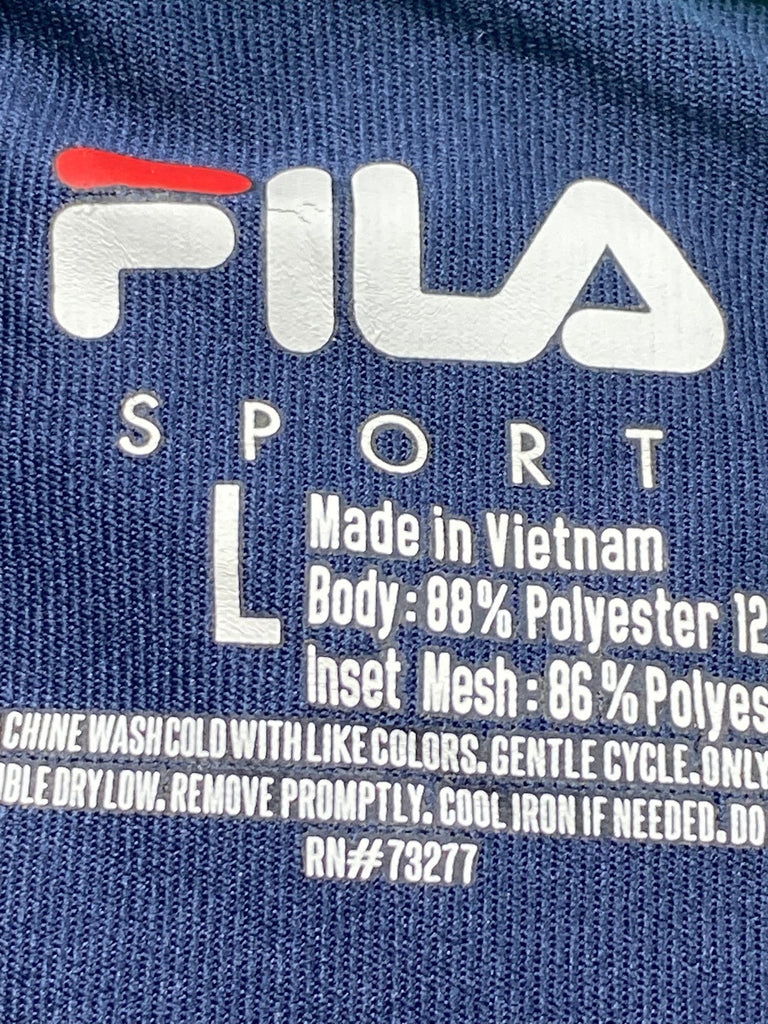 FILA
SPORT
L
Made in Vietnam
Body: 88% Polyester 12
Inset Mesh: 86% Polyes
CHINE WASH COLD WITH LIKE COLORS. GENTLE CYCLE. ONLY
BLE DRY LOW. REMOVE PROMPTLY. COOL IRON IF NEEDED. DO
RN# 73277